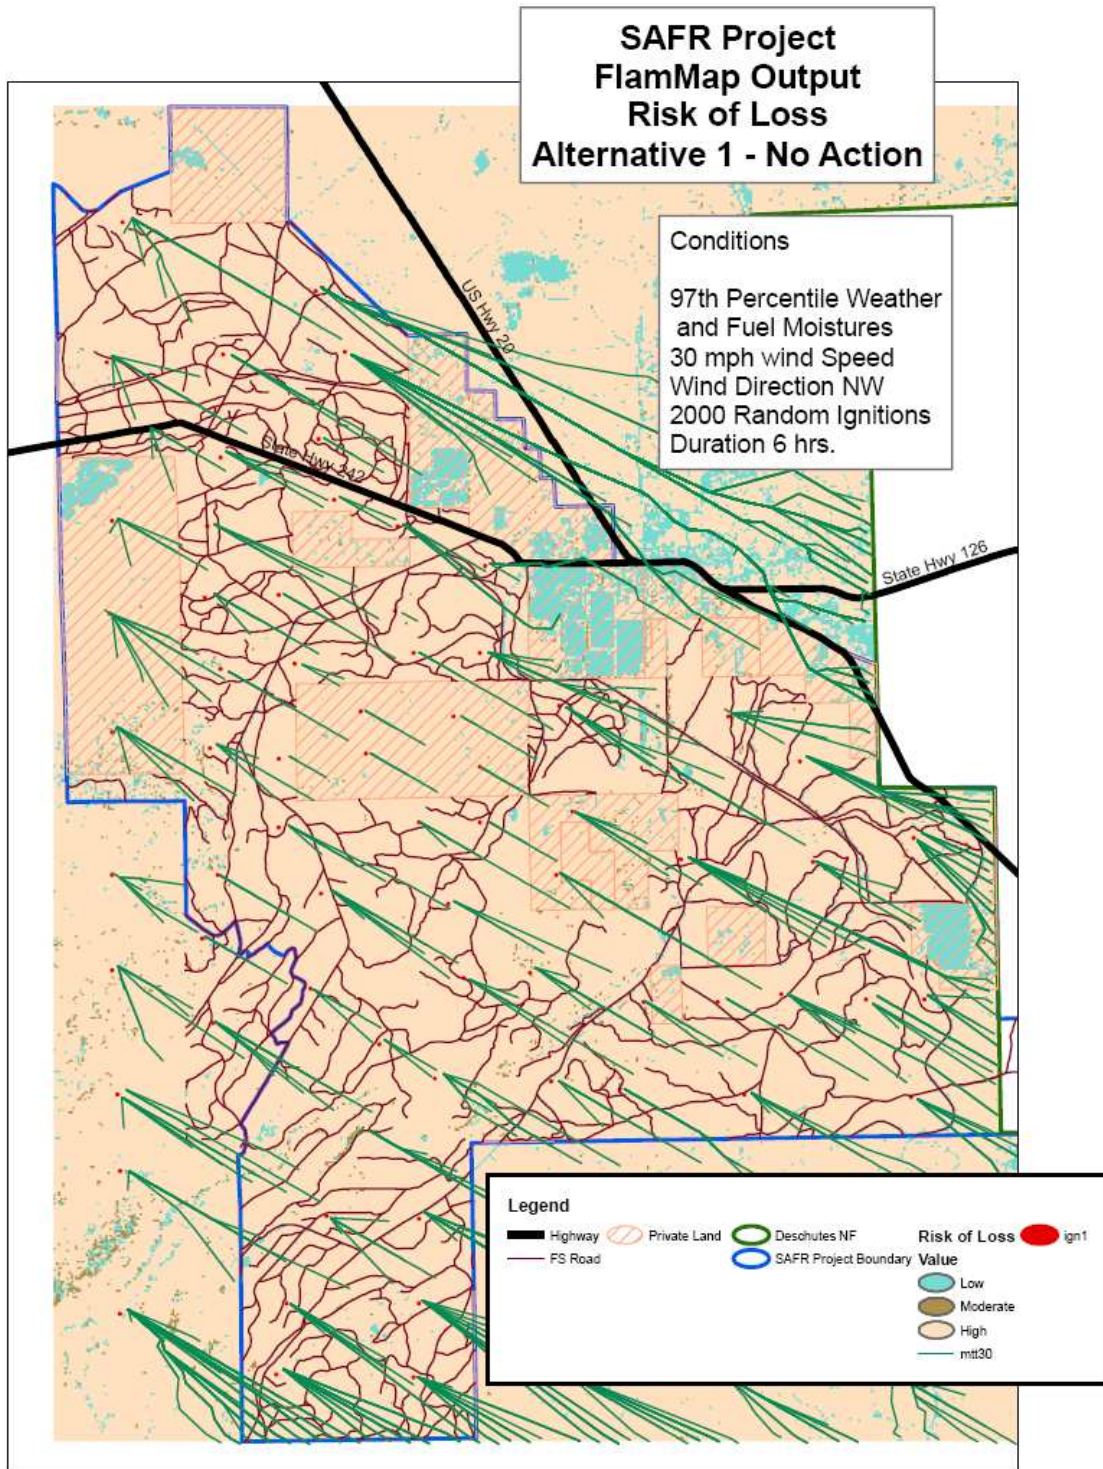 SAFR Project
FlamMap Output
Risk of Loss
Alternative 1 - No Action
Conditions
97th Percentile Weather
and Fuel Moistures
30 mph wind Speed
Wind Direction NW
2000 Random Ignitions
Duration 6 hrs.
US Hwy 20
State Hwy 242
State Hwy 126
Legend
Highway
Private Land
Deschutes NF
Risk of Loss
ign1
FS Road
SAFR Project Boundary
Value
Low
Moderate
High
mtt30